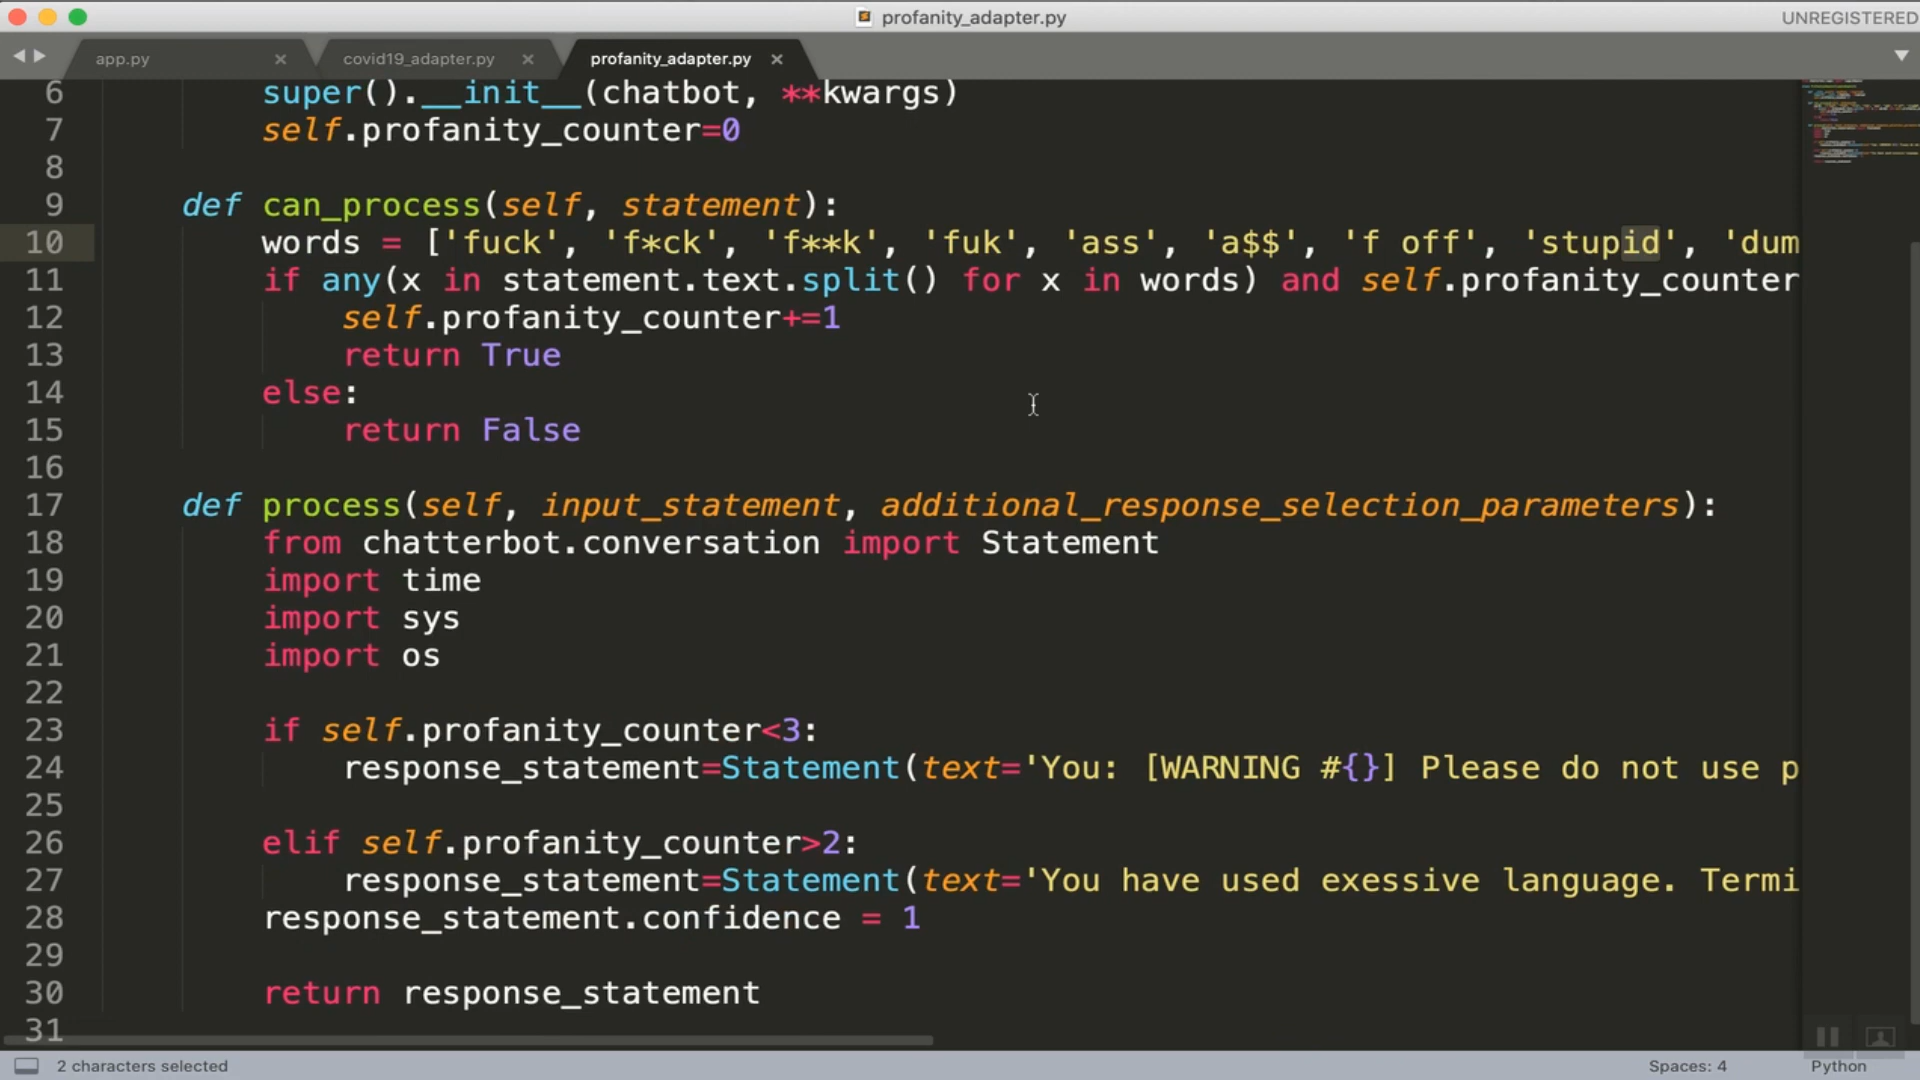 profanity_adapter.py
UNREGISTERED
app.py
covid19_adapter.py
profanity_adapter.py
6 super().__init__(chatbot, **kwargs)
7 self.profanity_counter=0
8
9 def can_process(self, statement):
10 words = ['fuck', 'f*ck', 'f**k', 'fuk', 'ass', 'a$$', 'f off', 'stupid', 'dum
11 if any(x in statement.text.split() for x in words) and self.profanity_counter
12 self.profanity_counter+=1
13 return True
14 else:
15 return False
16
17 def process(self, input_statement, additional_response_selection_parameters):
18 from chatterbot.conversation import Statement
19 import time
20 import sys
21 import os
22
23 if self.profanity_counter<3:
24 response_statement=Statement(text='You: [WARNING #{}] Please do not use p
25
26 elif self.profanity_counter>2:
27 response_statement=Statement(text='You have used exessive language. Termi
28 response_statement.confidence = 1
29
30 return response_statement
31
2 characters selected
Spaces: 4
Python